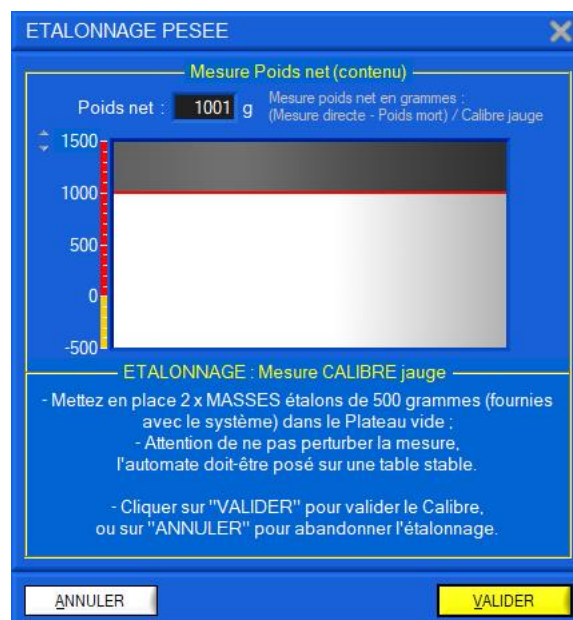 ETALONNAGE PESEE
Mesure Poids net (contenu)
Poids net : 1001 g
Mesure poids net en grammes :
(Mesure directe - Poids mort) / Calibre jauge
1500
1000
500
0
-500
ETALONNAGE : Mesure CALIBRE jauge
- Mettez en place 2 x MASSES étalons de 500 grammes (fournies
avec le système) dans le Plateau vide ;
- Attention de ne pas perturber la mesure,
l'automate doit-être posé sur une table stable.
- Cliquer sur "VALIDER" pour valider le Calibre,
ou sur "ANNULER" pour abandonner l'étalonnage.
ANNULER
VALIDER